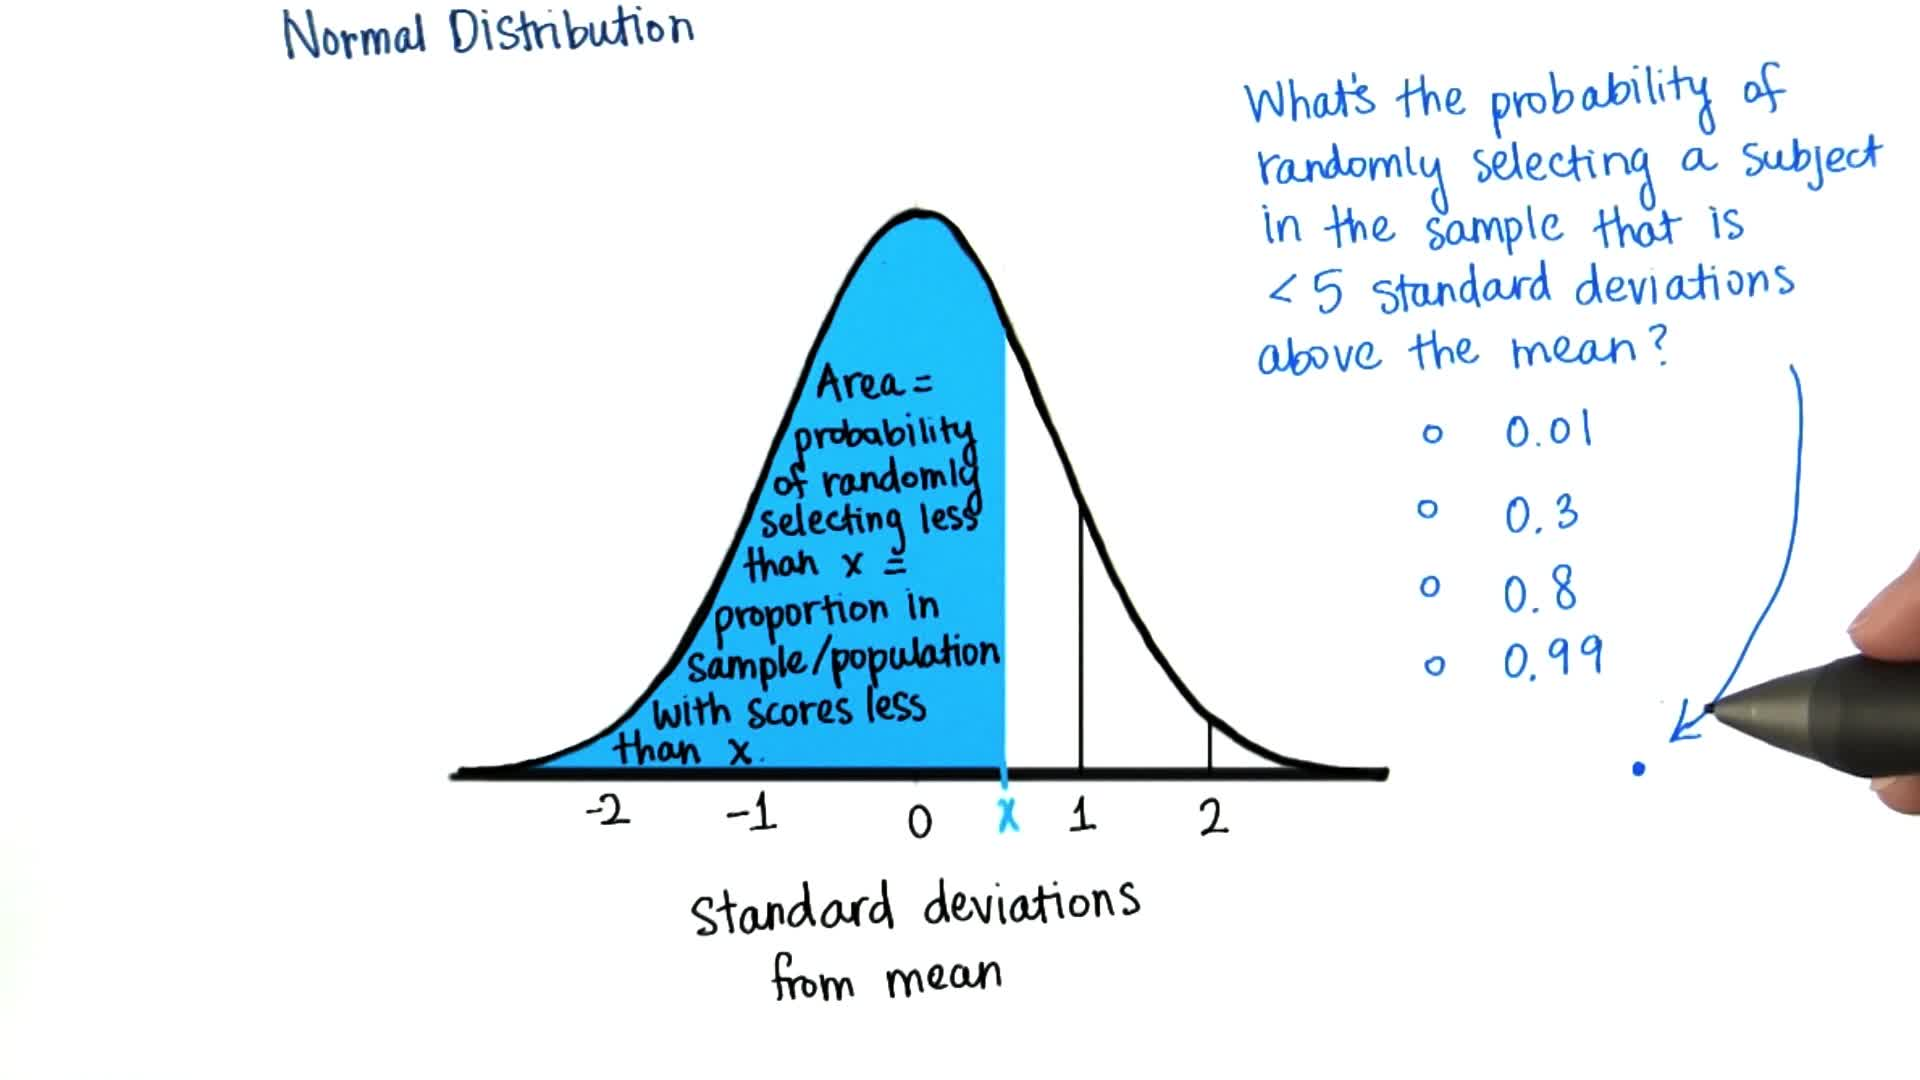 Normal Distribution
What's the probability of
randomly selecting a subject
in the sample that is
< 5 standard deviations
above the mean?
0.01
0.3
0.8
0.99
Area =
probability
of randomly
selecting less
than x =
proportion in
sample/population
with scores less
than x.
-2 -1 0 x 1 2
Standard deviations
from mean